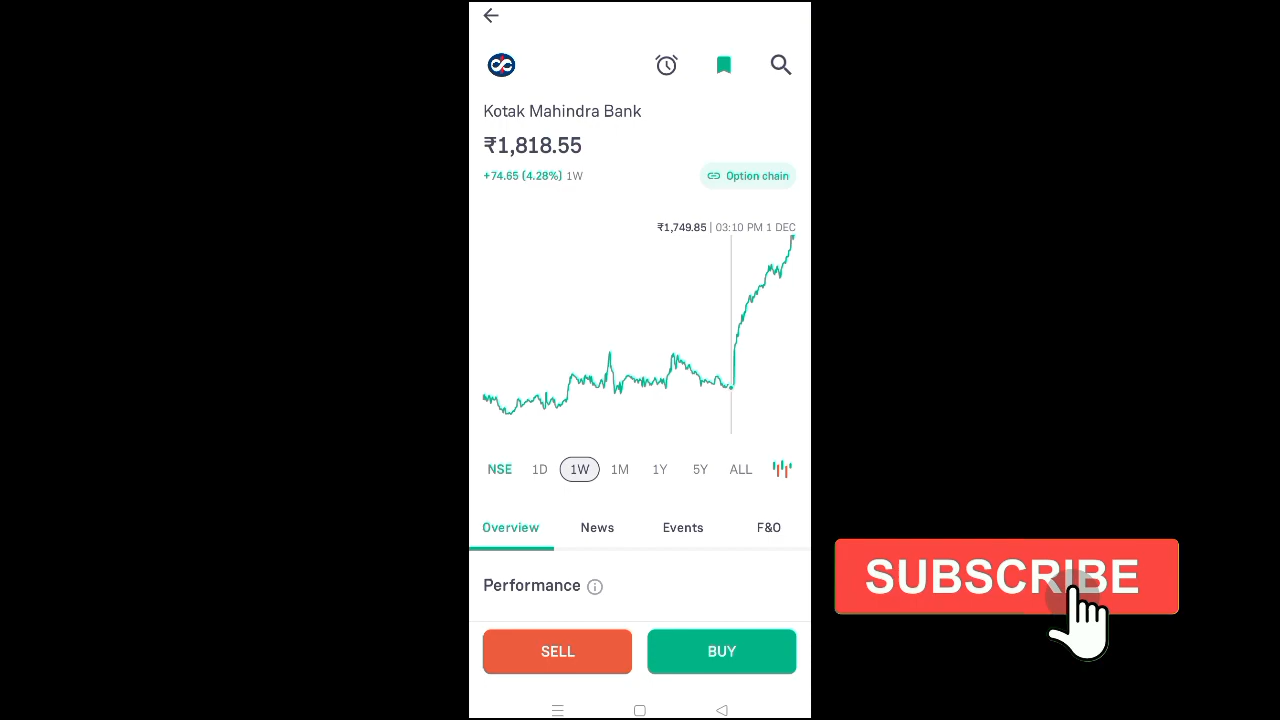 Kotak Mahindra Bank
₹1,818.55
+74.65 (4.28%) 1W
Option chain
₹1,749.85 | 03:10 PM 1 DEC
NSE 1D 1W 1M 1Y 5Y ALL
Overview News Events F&O
Performance
SELL BUY
SUBSCRIBE